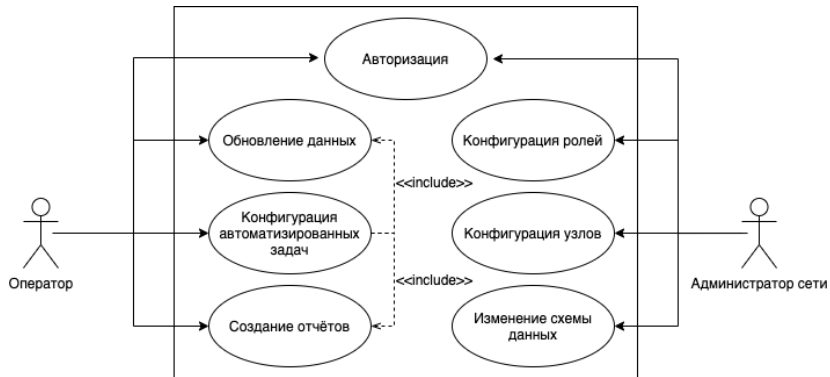 Авторизация
Обновление данных
Конфигурация ролей
<<include>>
Конфигурация
автоматизированных
задач
Конфигурация узлов
Оператор
Администратор сети
<<include>>
Создание отчётов
Изменение схемы
данных